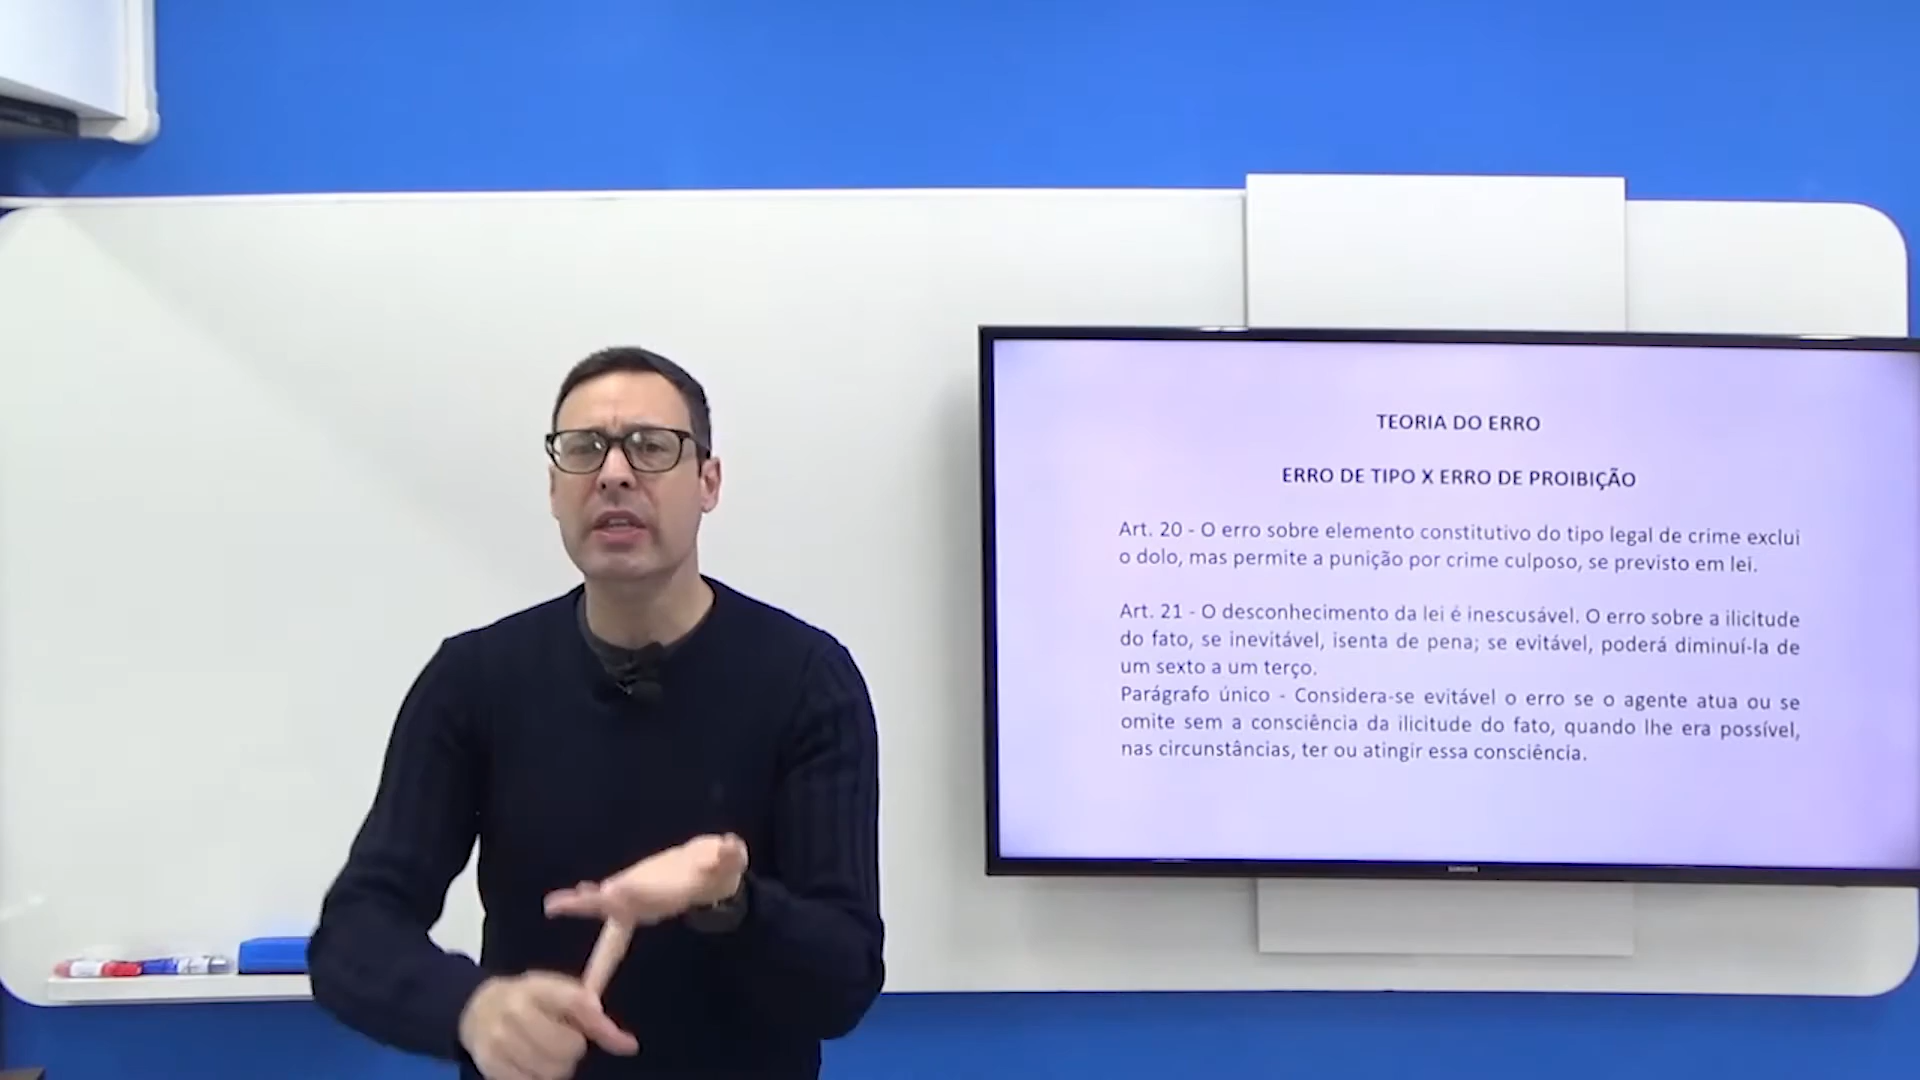 TEORIA DO ERRO
ERRO DE TIPO X ERRO DE PROIBIÇÃO
Art. 20 - O erro sobre elemento constitutivo do tipo legal de crime exclui
o dolo, mas permite a punição por crime culposo, se previsto em lei.
Art. 21 - O desconhecimento da lei é inescusável. O erro sobre a ilicitude
do fato, se inevitável, isenta de pena; se evitável, poderá diminuí-la de
um sexto a um terço.
Parágrafo único - Considera-se evitável o erro se o agente atua ou se
omite sem a consciência da ilicitude do fato, quando lhe era possível,
nas circunstâncias, ter ou atingir essa consciência.